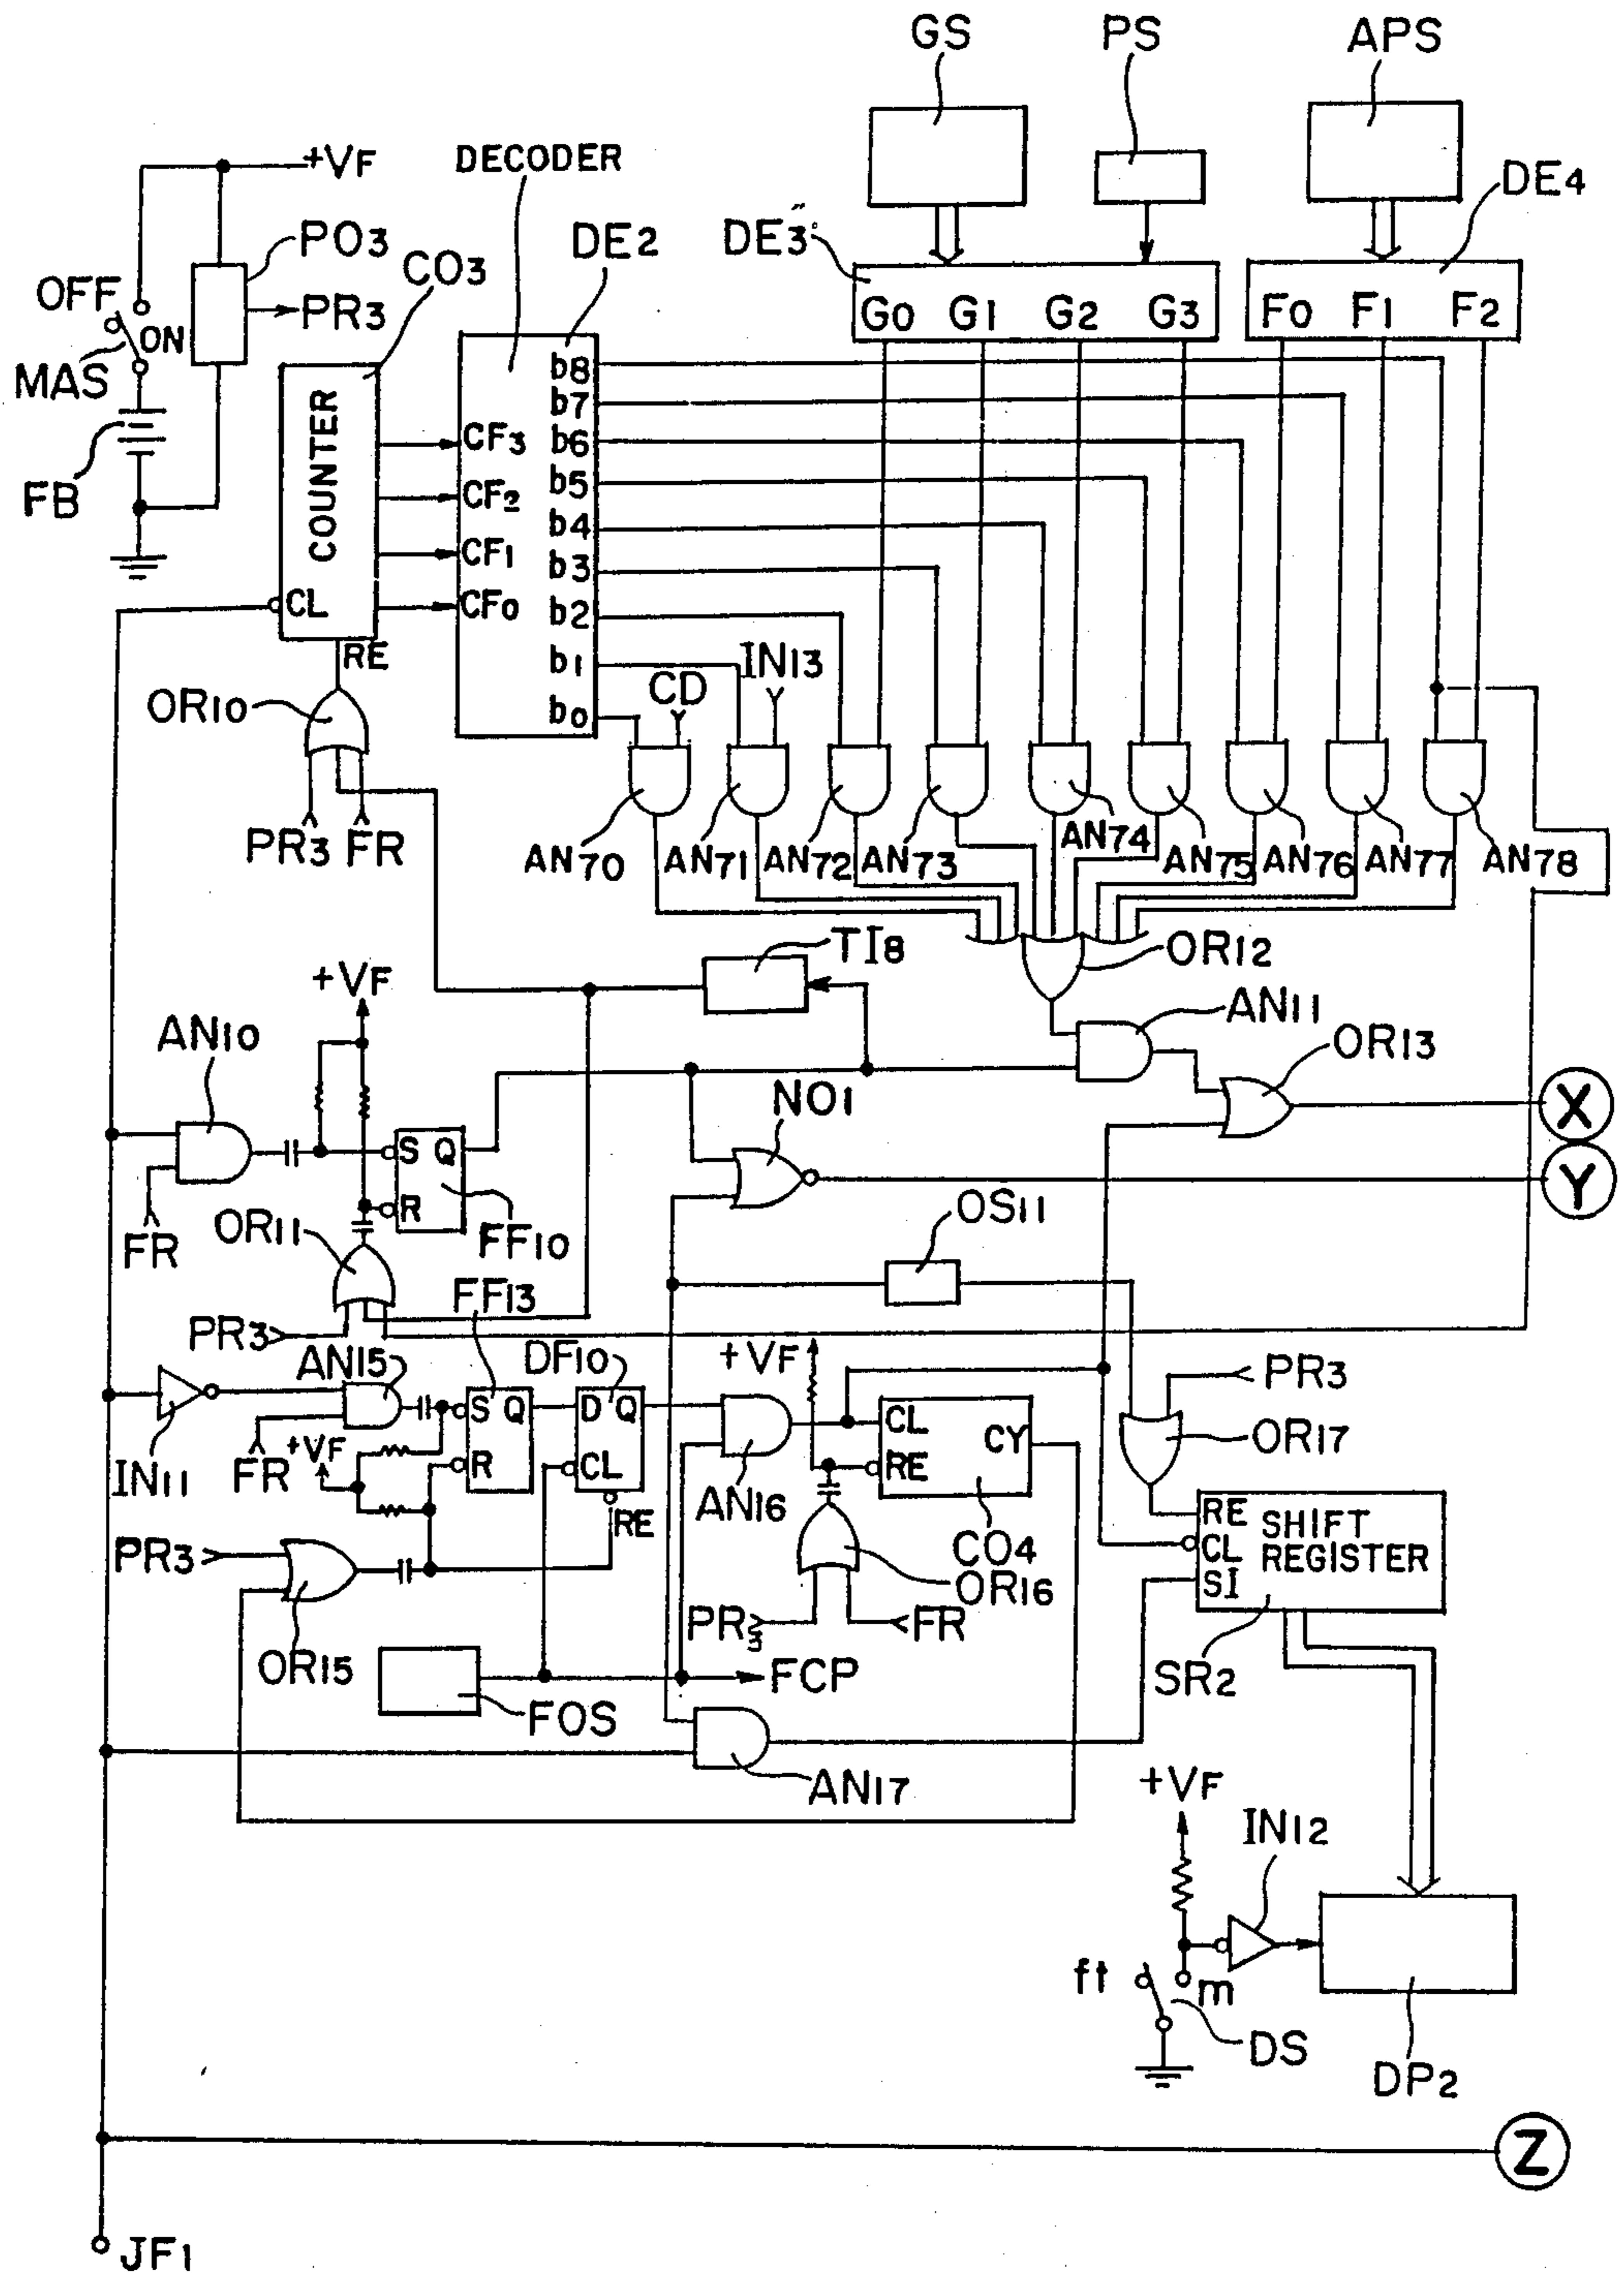 GS PS APS
+VF DECODER DE4
PO3 DE2 DE3
OFF CO3
ON PR3 G0 G1 G2 G3 F0 F1 F2
MAS b8
b7
COUNTER CF3 b6
FB CF2 b5
b4
CF1 b3
CL CF0 b2
RE b1 CD IN13
OR10 b0
PR3 FR
AN70 AN71 AN72 AN73 AN74 AN75 AN76 AN77 AN78
TI8 OR12
+VF AN11
AN10 OR13
NO1 X
S Q
R Y
FR OR11 FF10 OS11
FF13
PR3 DF10
AN15 +VF PR3
S Q D Q CL CY OR17
FR +VF R CL RE
IN11 AN16 RE SHIFT
RE CL REGISTER
PR3 CO4 SI
OR16
PR3 FR
OR15 FCP SR2
FOS
AN17
+VF
IN12
ft m
DS
DP2
Z
JF1